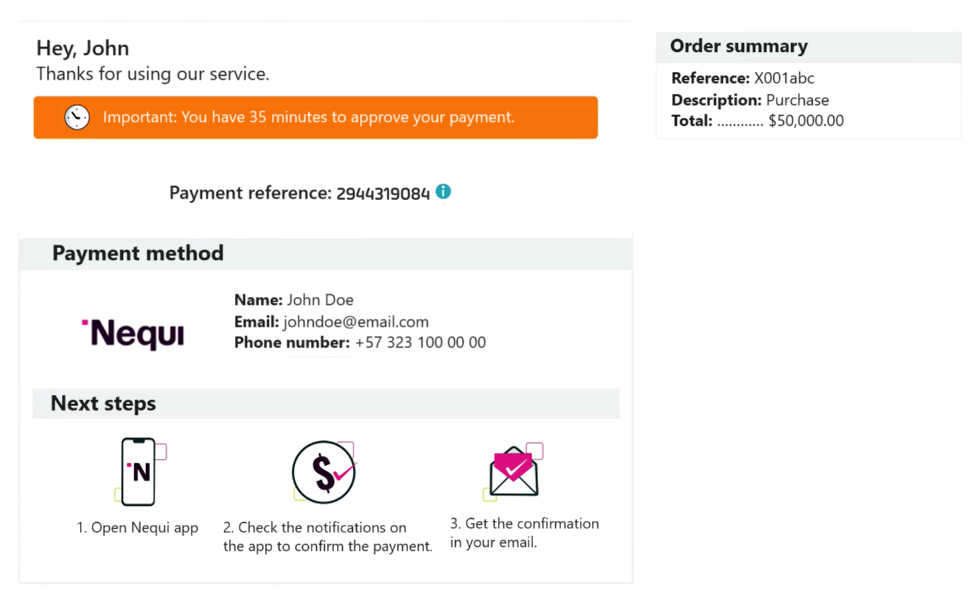 Hey, John
Thanks for using our service.
Important: You have 35 minutes to approve your payment.
Payment reference: 2944319084
Payment method
Nequi
Name: John Doe
Email: johndoe@email.com
Phone number: +57 323 100 00 00
Next steps
N
$
1. Open Nequi app
2. Check the notifications on
the app to confirm the payment.
3. Get the confirmation
in your email.
Order summary
Reference: X001abc
Description: Purchase
Total: ............ $50,000.00